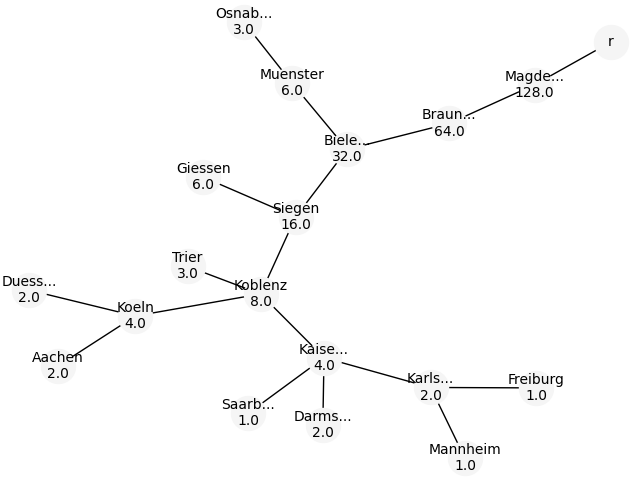 Osnab...
3.0
r
Muenster
6.0
Magde...
128.0
Braun...
64.0
Biele...
32.0
Giessen
6.0
Siegen
16.0
Trier
3.0
Duess...
2.0
Koblenz
8.0
Koeln
4.0
Aachen
2.0
Kaise...
4.0
Karls...
2.0
Freiburg
1.0
Saarb...
1.0
Darms...
2.0
Mannheim
1.0